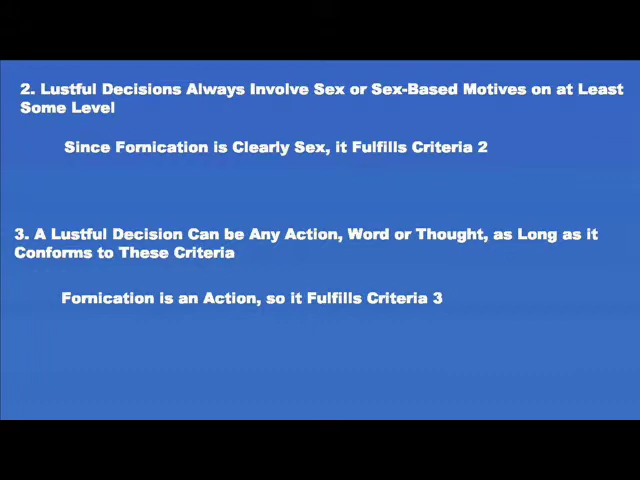 2. Lustful Decisions Always Involve Sex or Sex-Based Motives on at Least
Some Level
Since Fornication is Clearly Sex, it Fulfills Criteria 2
3. A Lustful Decision Can be Any Action, Word or Thought, as Long as it
Conforms to These Criteria
Fornication is an Action, so it Fulfills Criteria 3